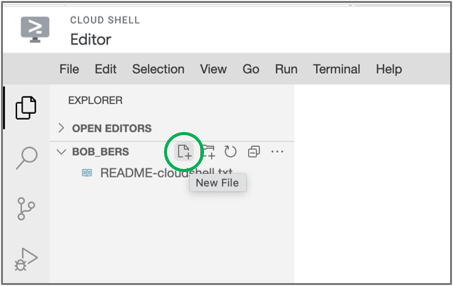 CLOUD SHELL
Editor
File Edit Selection View Go Run Terminal Help
EXPLORER
OPEN EDITORS
BOB_BERS
README-cloudshell.txt
New File